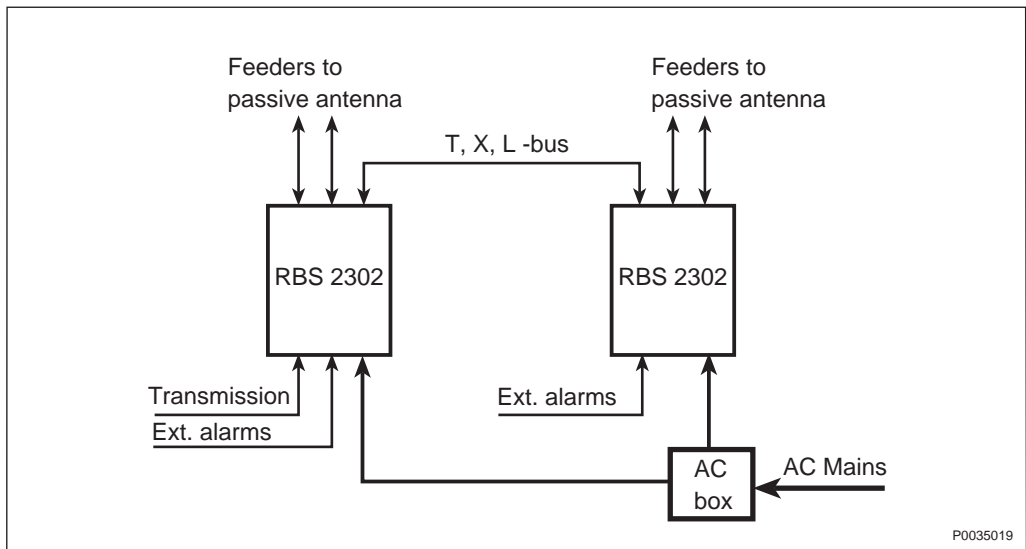 Feeders to
passive antenna
Feeders to
passive antenna
T, X, L -bus
RBS 2302
RBS 2302
Transmission
Ext. alarms
Ext. alarms
AC
box
AC Mains
P0035019